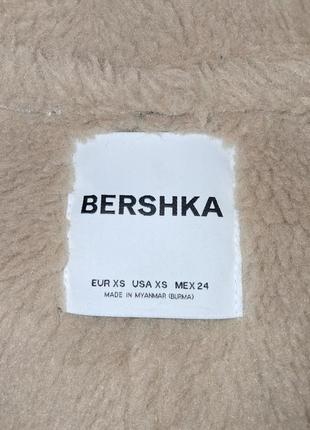 BERSHKA
EUR XS USA XS MEX 24
MADE IN MYANMAR (BURMA)